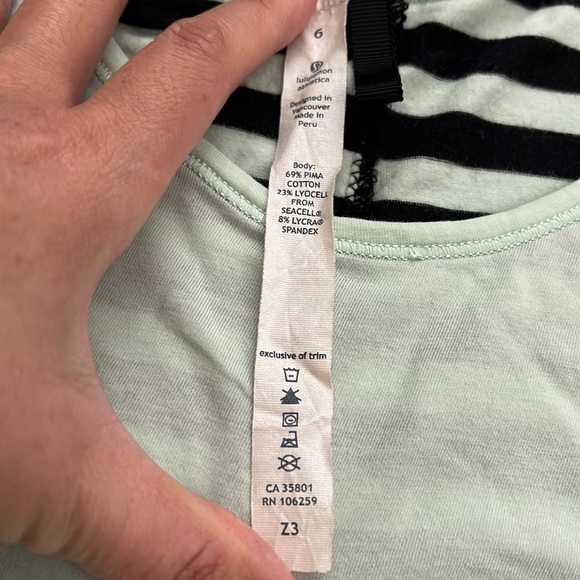 6
lululemon
athletica
Designed in
Vancouver
Made in
Peru
Body:
69% PIMA
COTTON
23% LYOCELL
FROM
SEACELL®
8% LYCRA®
SPANDEX
exclusive of trim
CA 35801
RN 106259
Z3